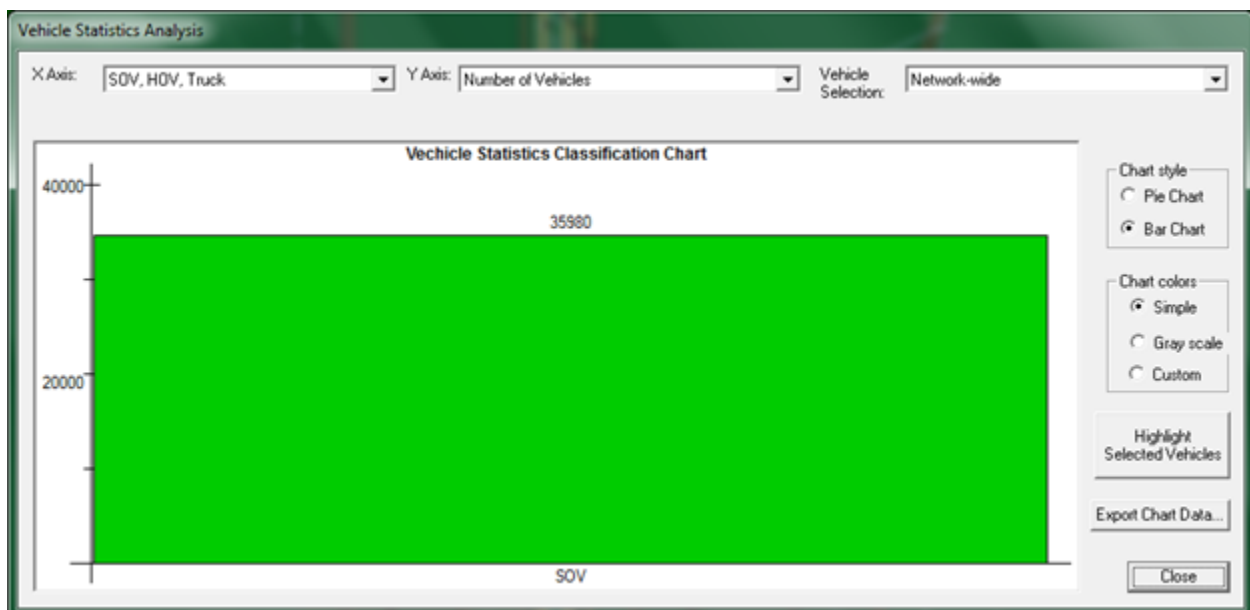 Vehicle Statistics Analysis
X Axis: SOV, HOV, Truck Y Axis: Number of Vehicles Vehicle Selection: Network-wide
Vechicle Statistics Classification Chart
40000
35980
20000
SOV
Chart style
Pie Chart
Bar Chart
Chart colors
Simple
Gray scale
Custom
Highlight
Selected Vehicles
Export Chart Data...
Close